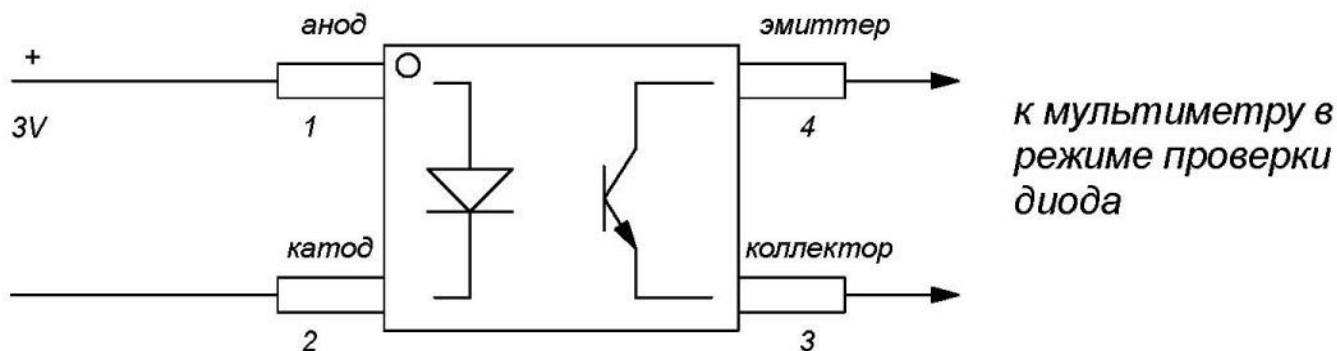 анод
эмиттер
+
3V
1
4
к мультиметру в
режиме проверки
диода
катод
коллектор
2
3